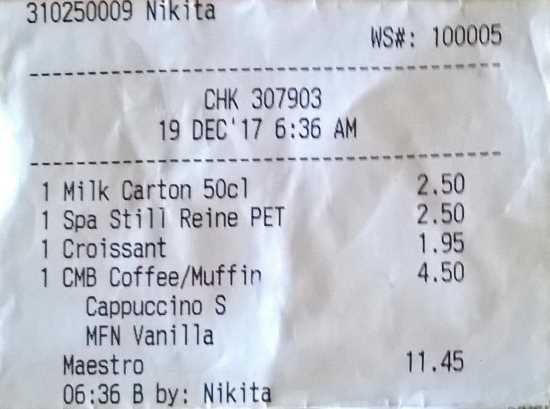 310250009 Nikita
WS#: 100005
CHK 307903
19 DEC'17 6:36 AM
1 Milk Carton 50cl 2.50
1 Spa Still Reine PET 2.50
1 Croissant 1.95
1 CMB Coffee/Muffin 4.50
Cappuccino S
MFN Vanilla
Maestro 11.45
06:36 B by: Nikita